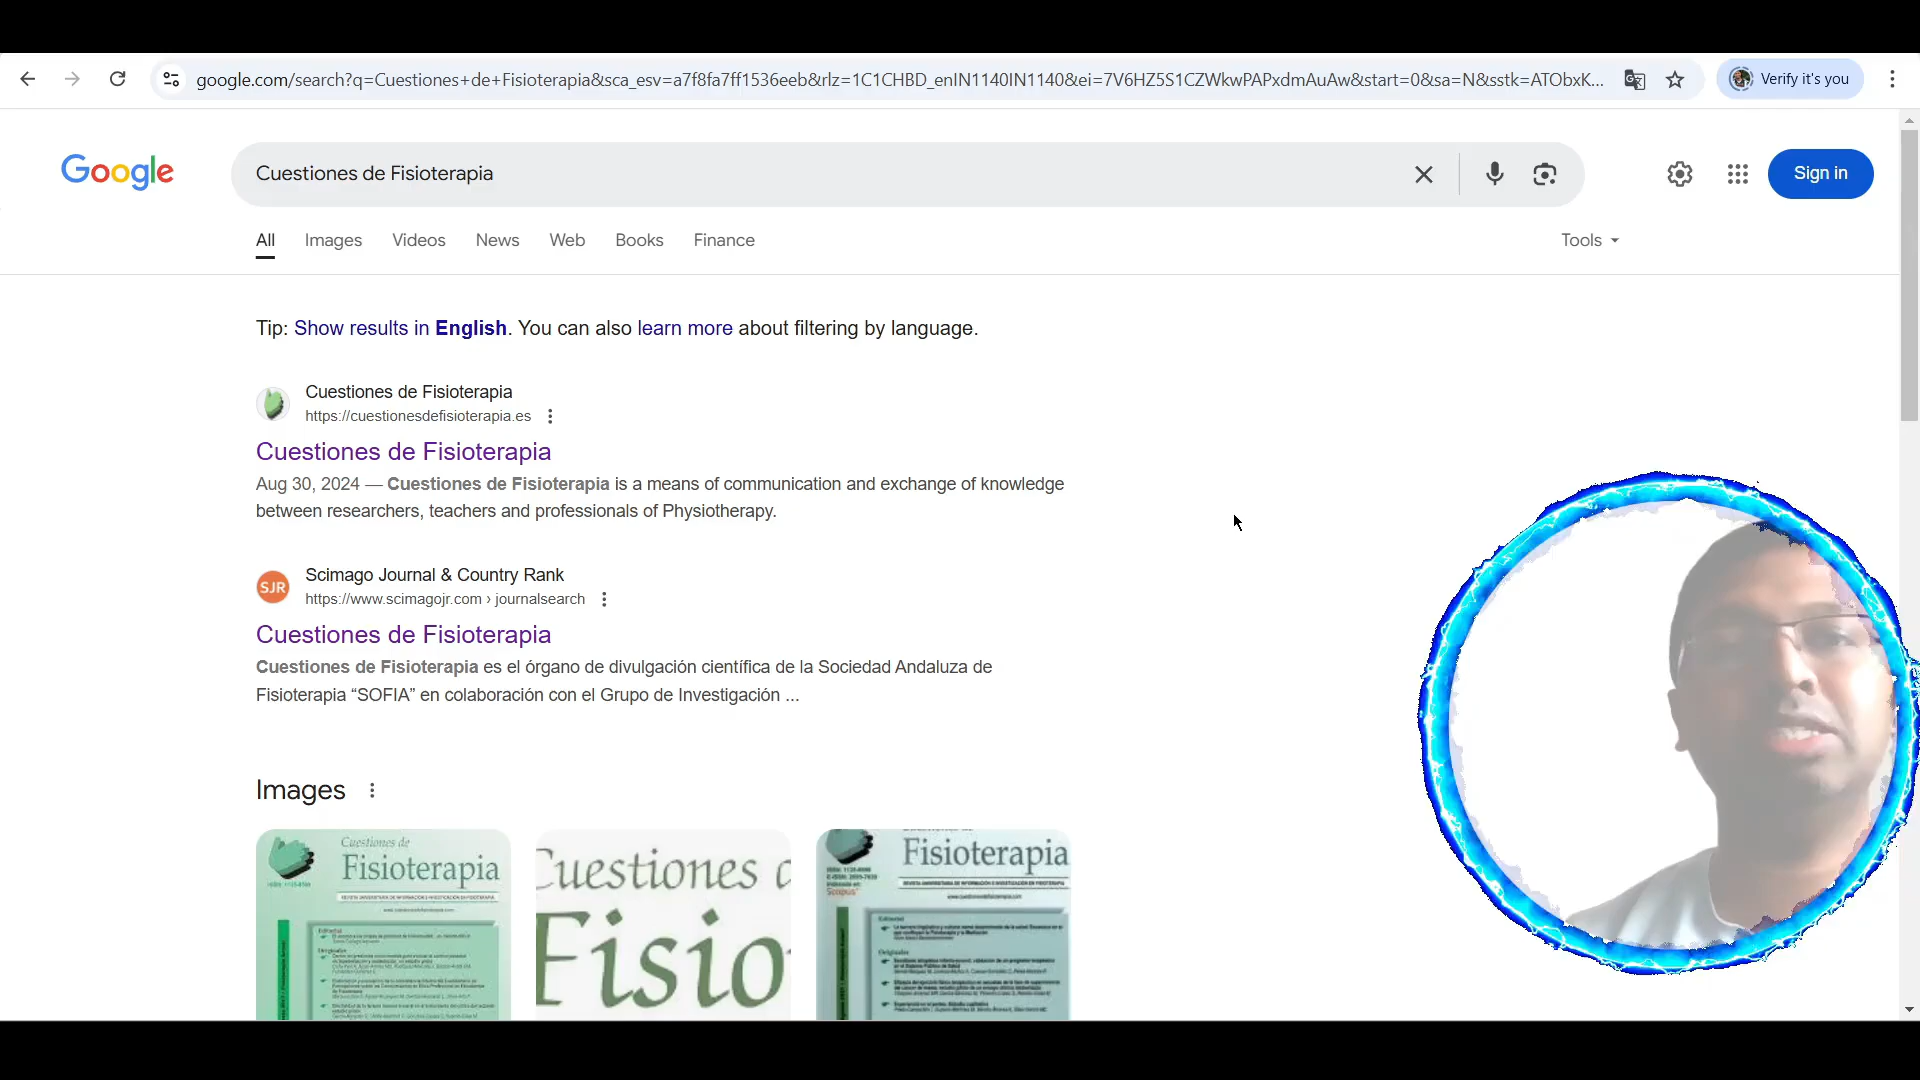 google.com/search?q=Cuestiones+de+Fisioterapia&sca_esv=a7f8fa7ff1536eeb&rlz=1C1CHBD_enIN1140IN1140&ei=7V6HZ5S1CZWkwPAPxdmAuAw&start=0&sa=N&sstk=ATObxK...
Verify it's you
Google
Cuestiones de Fisioterapia
Sign in
All Images Videos News Web Books Finance Tools
Tip: Show results in English. You can also learn more about filtering by language.
Cuestiones de Fisioterapia
https://cuestionesdefisioterapia.es
Cuestiones de Fisioterapia
Aug 30, 2024 — Cuestiones de Fisioterapia is a means of communication and exchange of knowledge
between researchers, teachers and professionals of Physiotherapy.
SJR
Scimago Journal & Country Rank
https://www.scimagojr.com › journalsearch
Cuestiones de Fisioterapia
Cuestiones de Fisioterapia es el órgano de divulgación científica de la Sociedad Andaluza de
Fisioterapia “SOFIA” en colaboración con el Grupo de Investigación ...
Images
Cuestiones de
Fisioterapia
Cuestiones d
Fisio
Fisioterapia
Scopus
Editorial
Originales